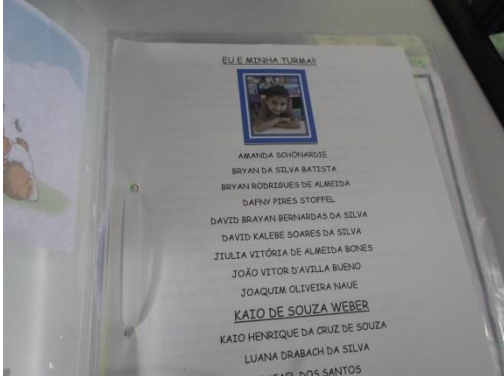 EU E MINHA TURMA!!
AMANDA SCHÖNARDIE
BRYAN DA SILVA BATISTA
BRYAN RODRIGUES DE ALMEIDA
DAFNY PIRES STOFFEL
DAVID BRAYAN BERNARDAS DA SILVA
DAVID KALEBE SOARES DA SILVA
JIULIA VITÓRIA DE ALMEIDA BONES
JOÃO VITOR D'AVILLA BUENO
JOAQUIM OLIVEIRA NAUE
KAIO DE SOUZA WEBER
KAIO HENRIQUE DA CRUZ DE SOUZA
LUANA DRABACH DA SILVA
DOS SANTOS